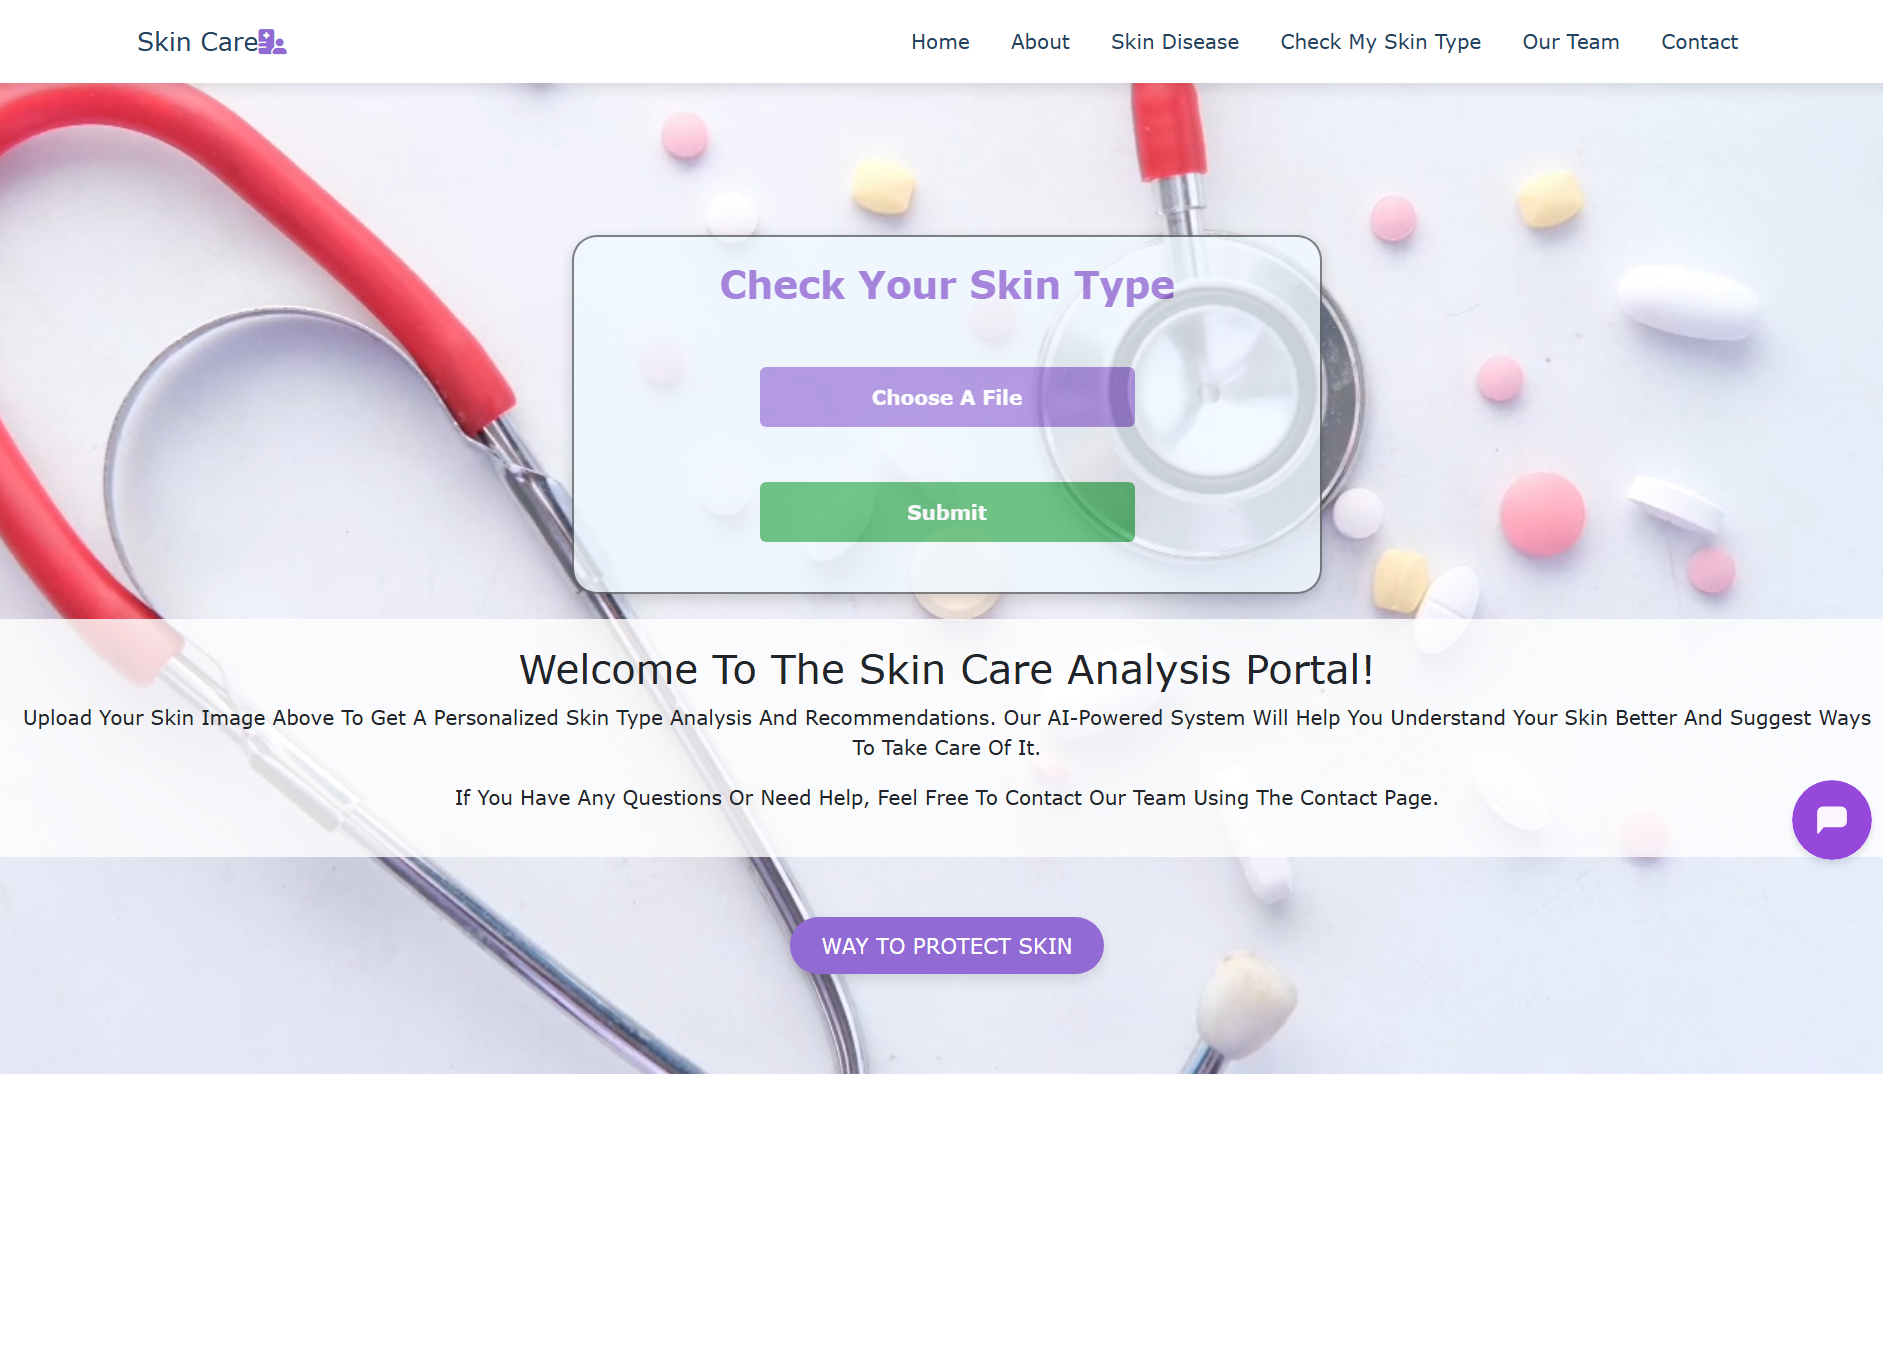 Skin Care
Home About Skin Disease Check My Skin Type Our Team Contact
Check Your Skin Type
Choose A File
Submit
Welcome To The Skin Care Analysis Portal!
Upload Your Skin Image Above To Get A Personalized Skin Type Analysis And Recommendations. Our AI-Powered System Will Help You Understand Your Skin Better And Suggest Ways
To Take Care Of It.
If You Have Any Questions Or Need Help, Feel Free To Contact Our Team Using The Contact Page.
WAY TO PROTECT SKIN